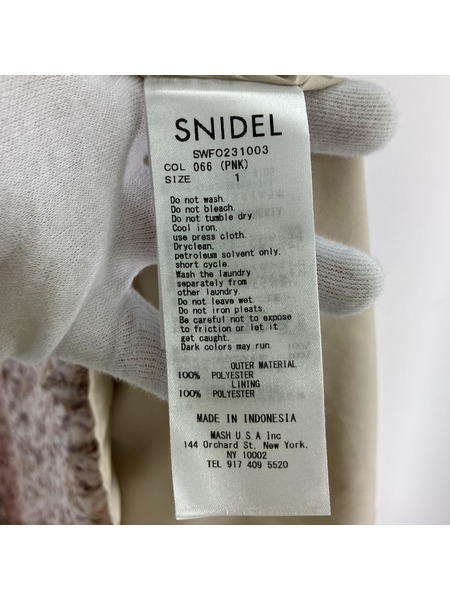 SNIDEL
SWFO231003
COL 066 (PNK)
SIZE 1
Do not wash.
Do not bleach.
Do not tumble dry.
Cool iron,
use press cloth.
Dryclean,
petroleum solvent only,
short cycle.
Wash the laundry
separately from
other laundry.
Do not leave wet.
Do not iron pleats.
Be careful not to expose
to friction or let it
get caught.
Dark colors may run.
OUTER MATERIAL
100% POLYESTER
LINING
100% POLYESTER
MADE IN INDONESIA
MASH U S A Inc
144 Orchard St, New York.
NY 10002
TEL 917 409 5520